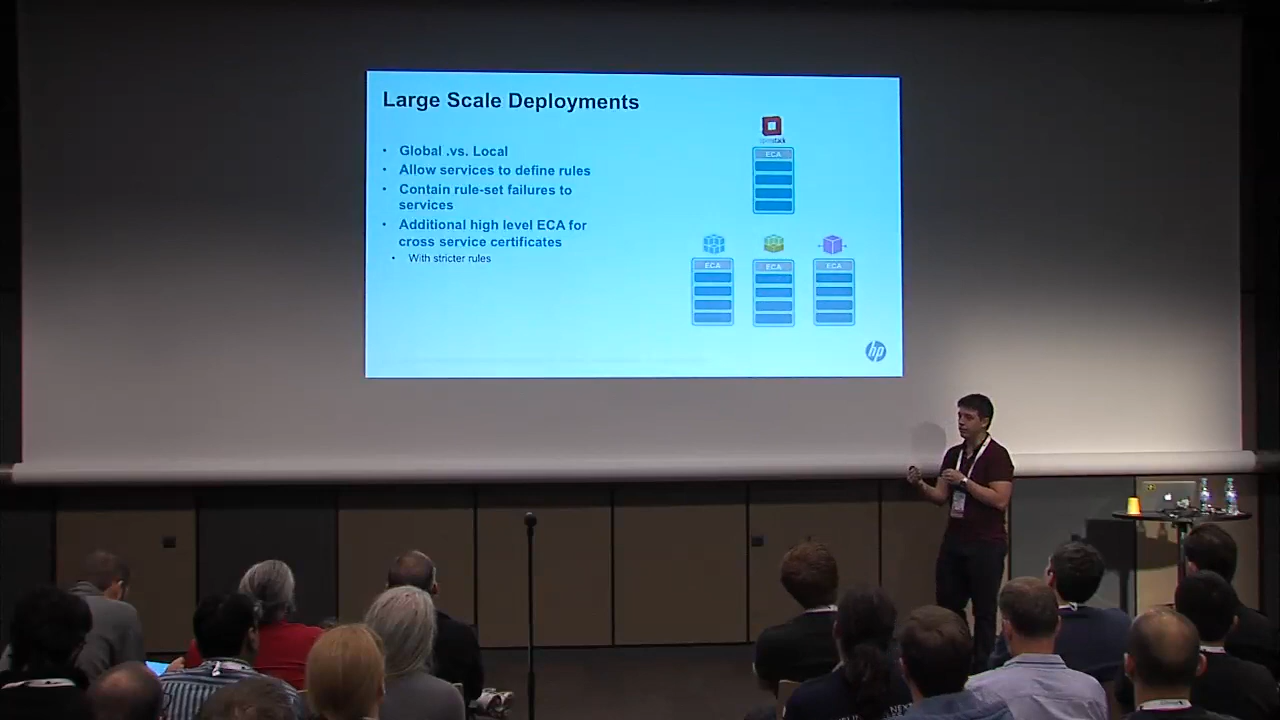 Large Scale Deployments
• Global .vs. Local
• Allow services to define rules
• Contain rule-set failures to
services
• Additional high level ECA for
cross service certificates
• With stricter rules
openstack
ECA
ECA
ECA
ECA
hp